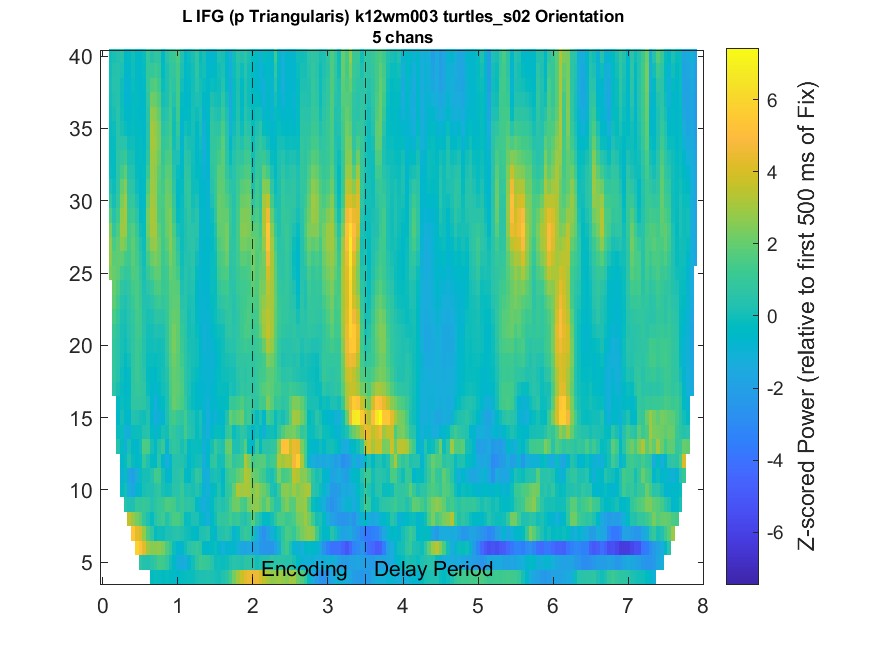 L IFG (p Triangularis) k12wm003 turtles_s02 Orientation
5 chans
40
35
30
25
20
15
10
5
Encoding
Delay Period
0 1 2 3 4 5 6 7 8
6
4
2
0
-2
-4
-6
Z-scored Power (relative to first 500 ms of Fix)